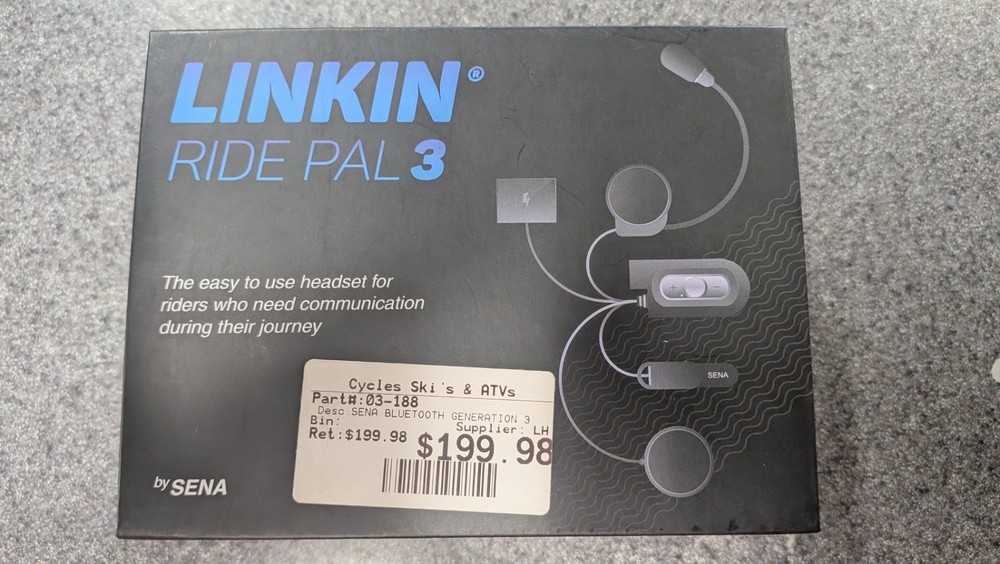 LINKIN®
RIDE PAL 3
The easy to use headset for
riders who need communication
during their journey
SENA
Cycles Ski's & ATVs
Part#:03-188
Desc:SENA BLUETOOTH GENERATION 3
Bin: Supplier: LH
Ret:$199.98 $199.98
by SENA